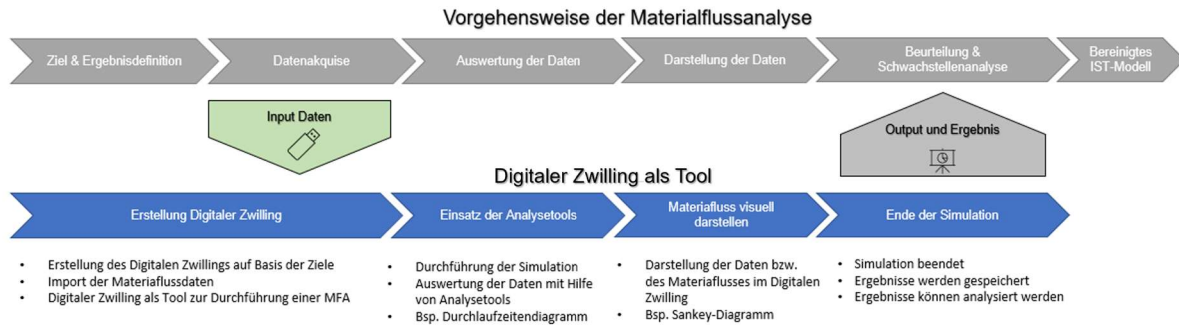 Vorgehensweise der Materialflussanalyse
Ziel & Ergebnisdefinition
Datenakquise
Auswertung der Daten
Darstellung der Daten
Beurteilung &
Schwachstellenanalyse
Bereinigtes
IST-Modell
Input Daten
Output und Ergebnis
Digitaler Zwilling als Tool
Erstellung Digitaler Zwilling
Einsatz der Analysetools
Materiafluss visuell
darstellen
Ende der Simulation
• Erstellung des Digitalen Zwillings auf Basis der Ziele
• Import der Materiaflussdaten
• Digitaler Zwilling als Tool zur Durchführung einer MFA
• Durchführung der Simulation
• Auswertung der Daten mit Hilfe
von Analysetools
• Bsp. Durchlaufzeitendiagramm
• Darstellung der Daten bzw.
des Materiaflusses im Digitalen
Zwilling
• Bsp. Sankey-Diagramm
• Simulation beendet
• Ergebnisse werden gespeichert
• Ergebnisse können analysiert werden